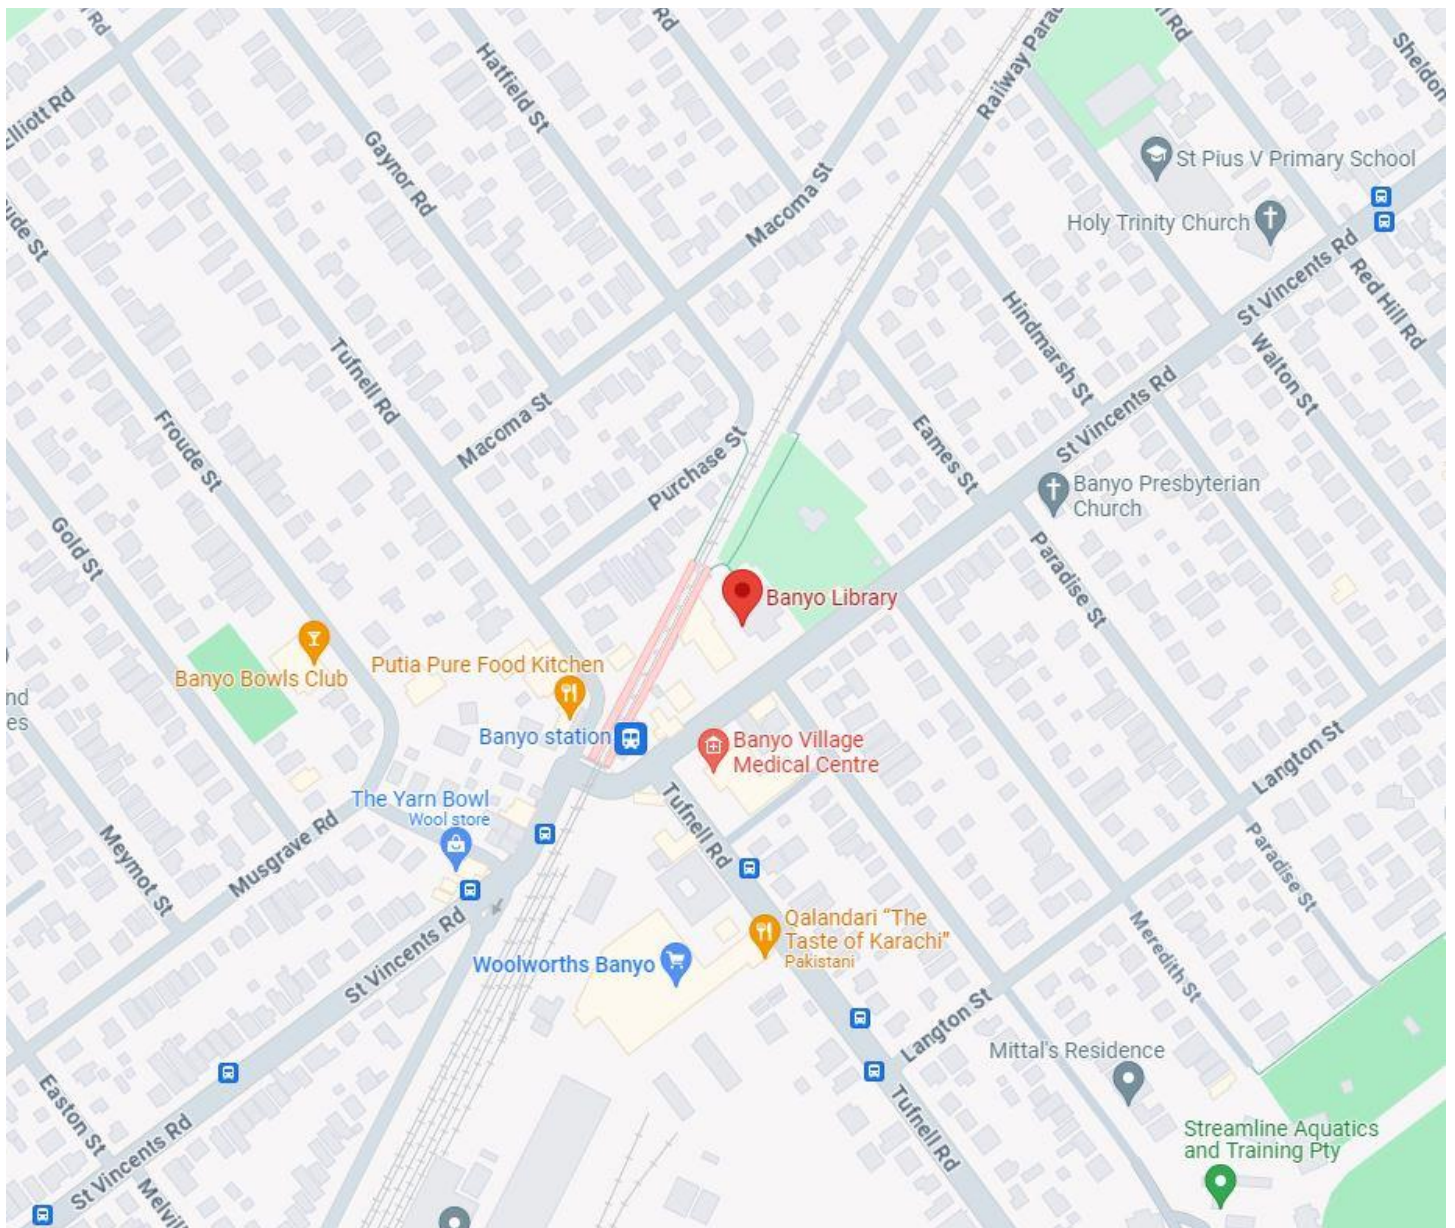 Rd
Rd
Railway Parad
Rd
Sheldon
Hatfield St
Elliott Rd
Gaynor Rd
St Pius V Primary School
Macoma St
Holy Trinity Church
St Vincents Rd
Red Hill Rd
Hindmarsh St
Walton St
Tufnell Rd
Macoma St
St Vincents Rd
Froude St
Purchase St
Eames St
Banyo Presbyterian
Church
Gold St
Paradise St
Banyo Library
Banyo Bowls Club
Putia Pure Food Kitchen
Banyo station
Banyo Village
Medical Centre
Langton St
The Yarn Bowl
Wool store
Tufnell Rd
Musgrave Rd
Meymot St
Paradise St
Qalandari “The
Taste of Karachi”
Pakistani
Meredith St
Woolworths Banyo
St Vincents Rd
Langton St
Mittal's Residence
Easton St
Tufnell Rd
St Vincents Rd
Streamline Aquatics
and Training Pty